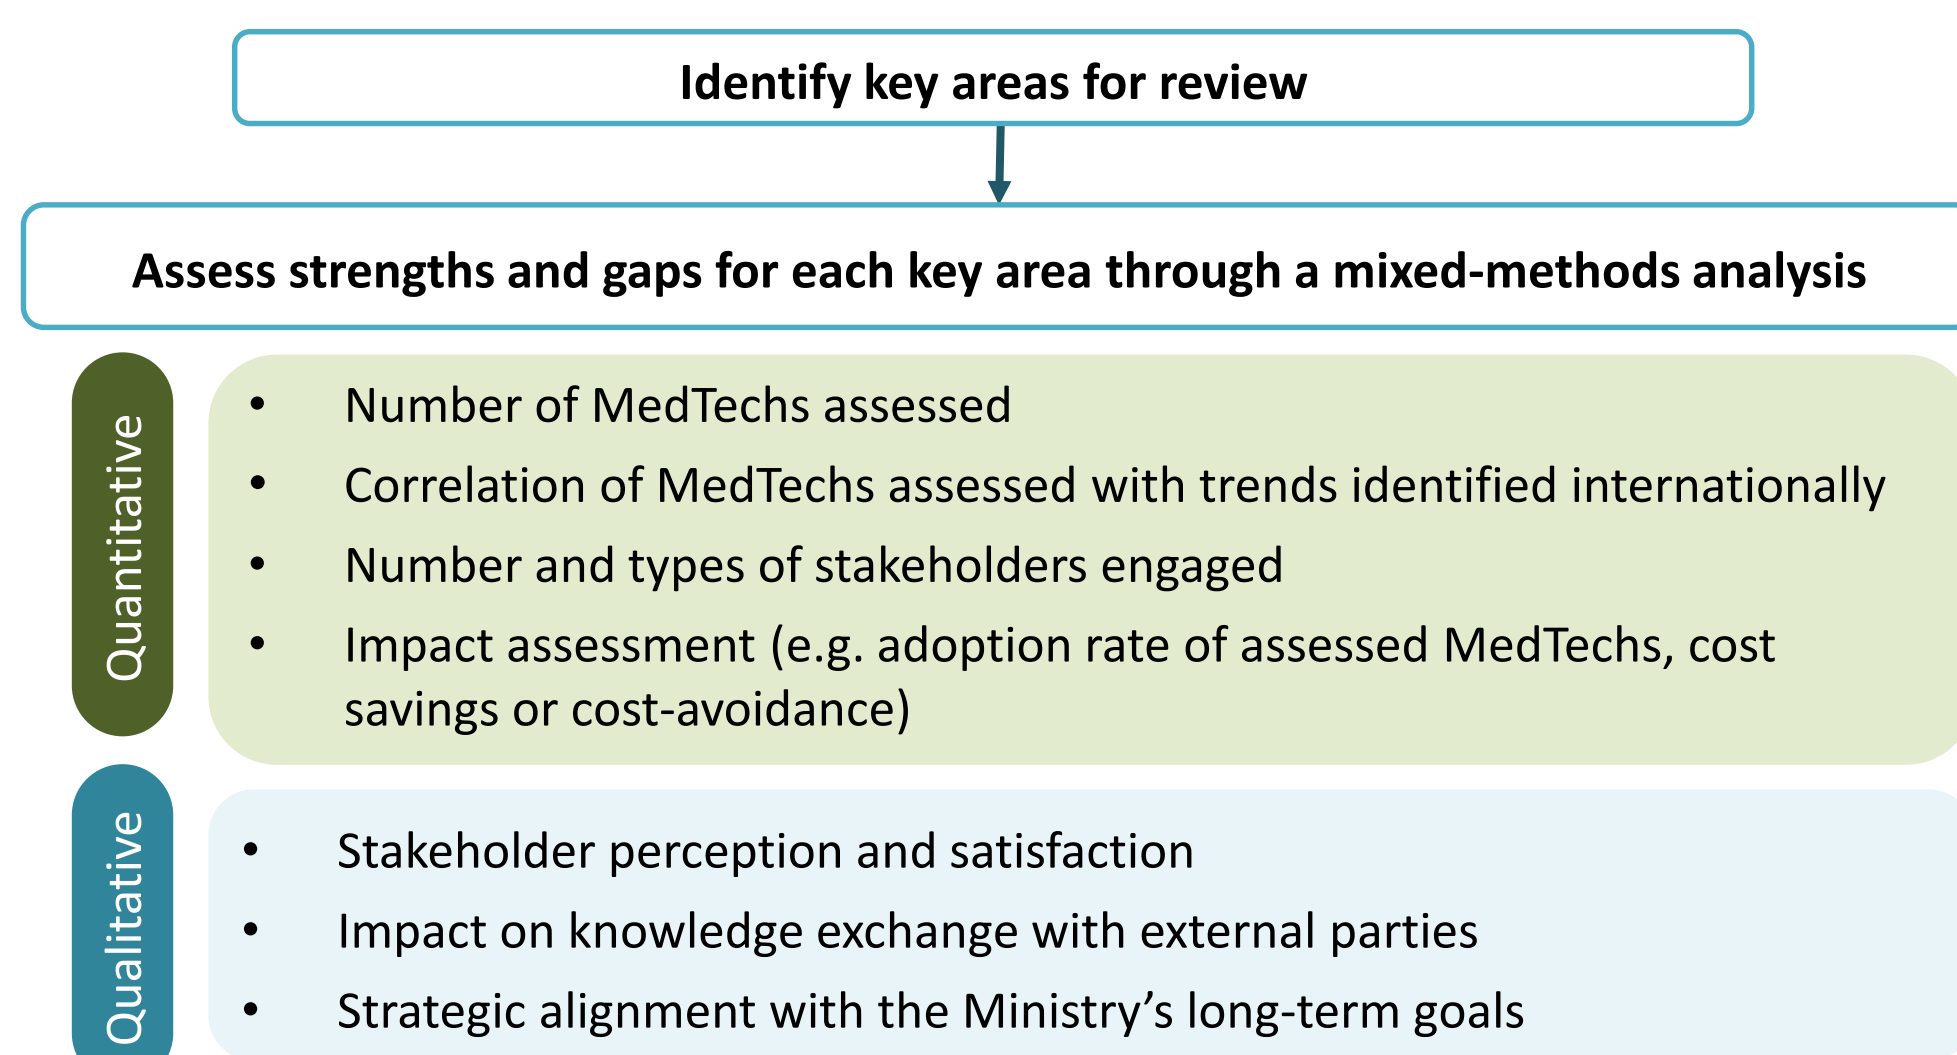 Identify key areas for review
Assess strengths and gaps for each key area through a mixed-methods analysis
Quantitative
• Number of MedTechs assessed
• Correlation of MedTechs assessed with trends identified internationally
• Number and types of stakeholders engaged
• Impact assessment (e.g. adoption rate of assessed MedTechs, cost
savings or cost-avoidance)
Qualitative
• Stakeholder perception and satisfaction
• Impact on knowledge exchange with external parties
• Strategic alignment with the Ministry’s long-term goals